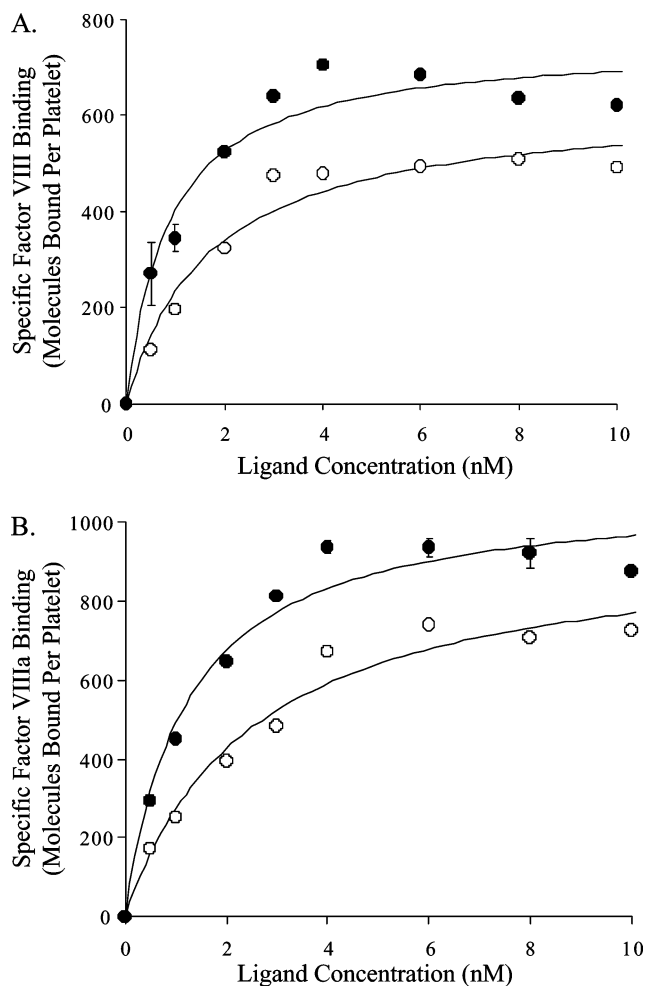 A.
Specific Factor VIII Binding
(Molecules Bound Per Platelet)
800
600
400
200
0
0 2 4 6 8 10
Ligand Concentration (nM)
B.
Specific Factor VIIIa Binding
(Molecules Bound Per Platelet)
1000
800
600
400
200
0
0 2 4 6 8 10
Ligand Concentration (nM)